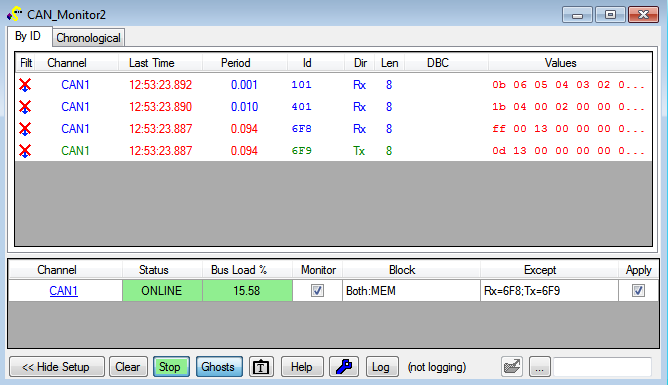 CAN_Monitor2
By ID Chronological
Filt Channel Last Time Period Id Dir Len DBC Values
CAN1 12:53:23.892 0.001 101 Rx 8 0b 06 05 04 03 02 0...
CAN1 12:53:23.890 0.010 401 Rx 8 1b 04 00 02 00 00 0...
CAN1 12:53:23.887 0.094 6F8 Rx 8 ff 00 13 00 00 00 0...
CAN1 12:53:23.887 0.094 6F9 Tx 8 0d 13 00 00 00 00 0...
Channel Status Bus Load % Monitor Block Except Apply
CAN1 ONLINE 15.58 Both:MEM Rx=6F8;Tx=6F9
<< Hide Setup Clear Stop Ghosts T Help Log (not logging) ...